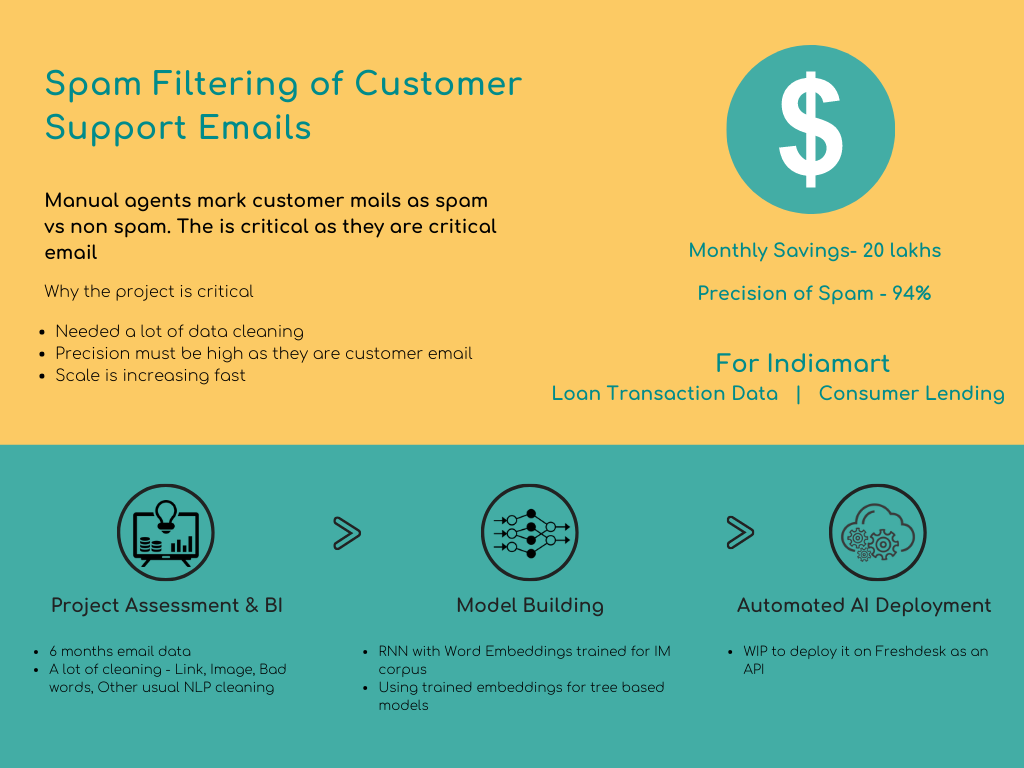 Spam Filtering of Customer
Support Emails
Manual agents mark customer mails as spam
vs non spam. The is critical as they are critical
email
Why the project is critical
• Needed a lot of data cleaning
• Precision must be high as they are customer email
• Scale is increasing fast
$
Monthly Savings- 20 lakhs
Precision of Spam - 94%
For Indiamart
Loan Transaction Data | Consumer Lending
Project Assessment & BI
• 6 months email data
• A lot of cleaning - Link, Image, Bad
words, Other usual NLP cleaning
Model Building
• RNN with Word Embeddings trained for IM
corpus
• Using trained embeddings for tree based
models
Automated AI Deployment
• WIP to deploy it on Freshdesk as an
API